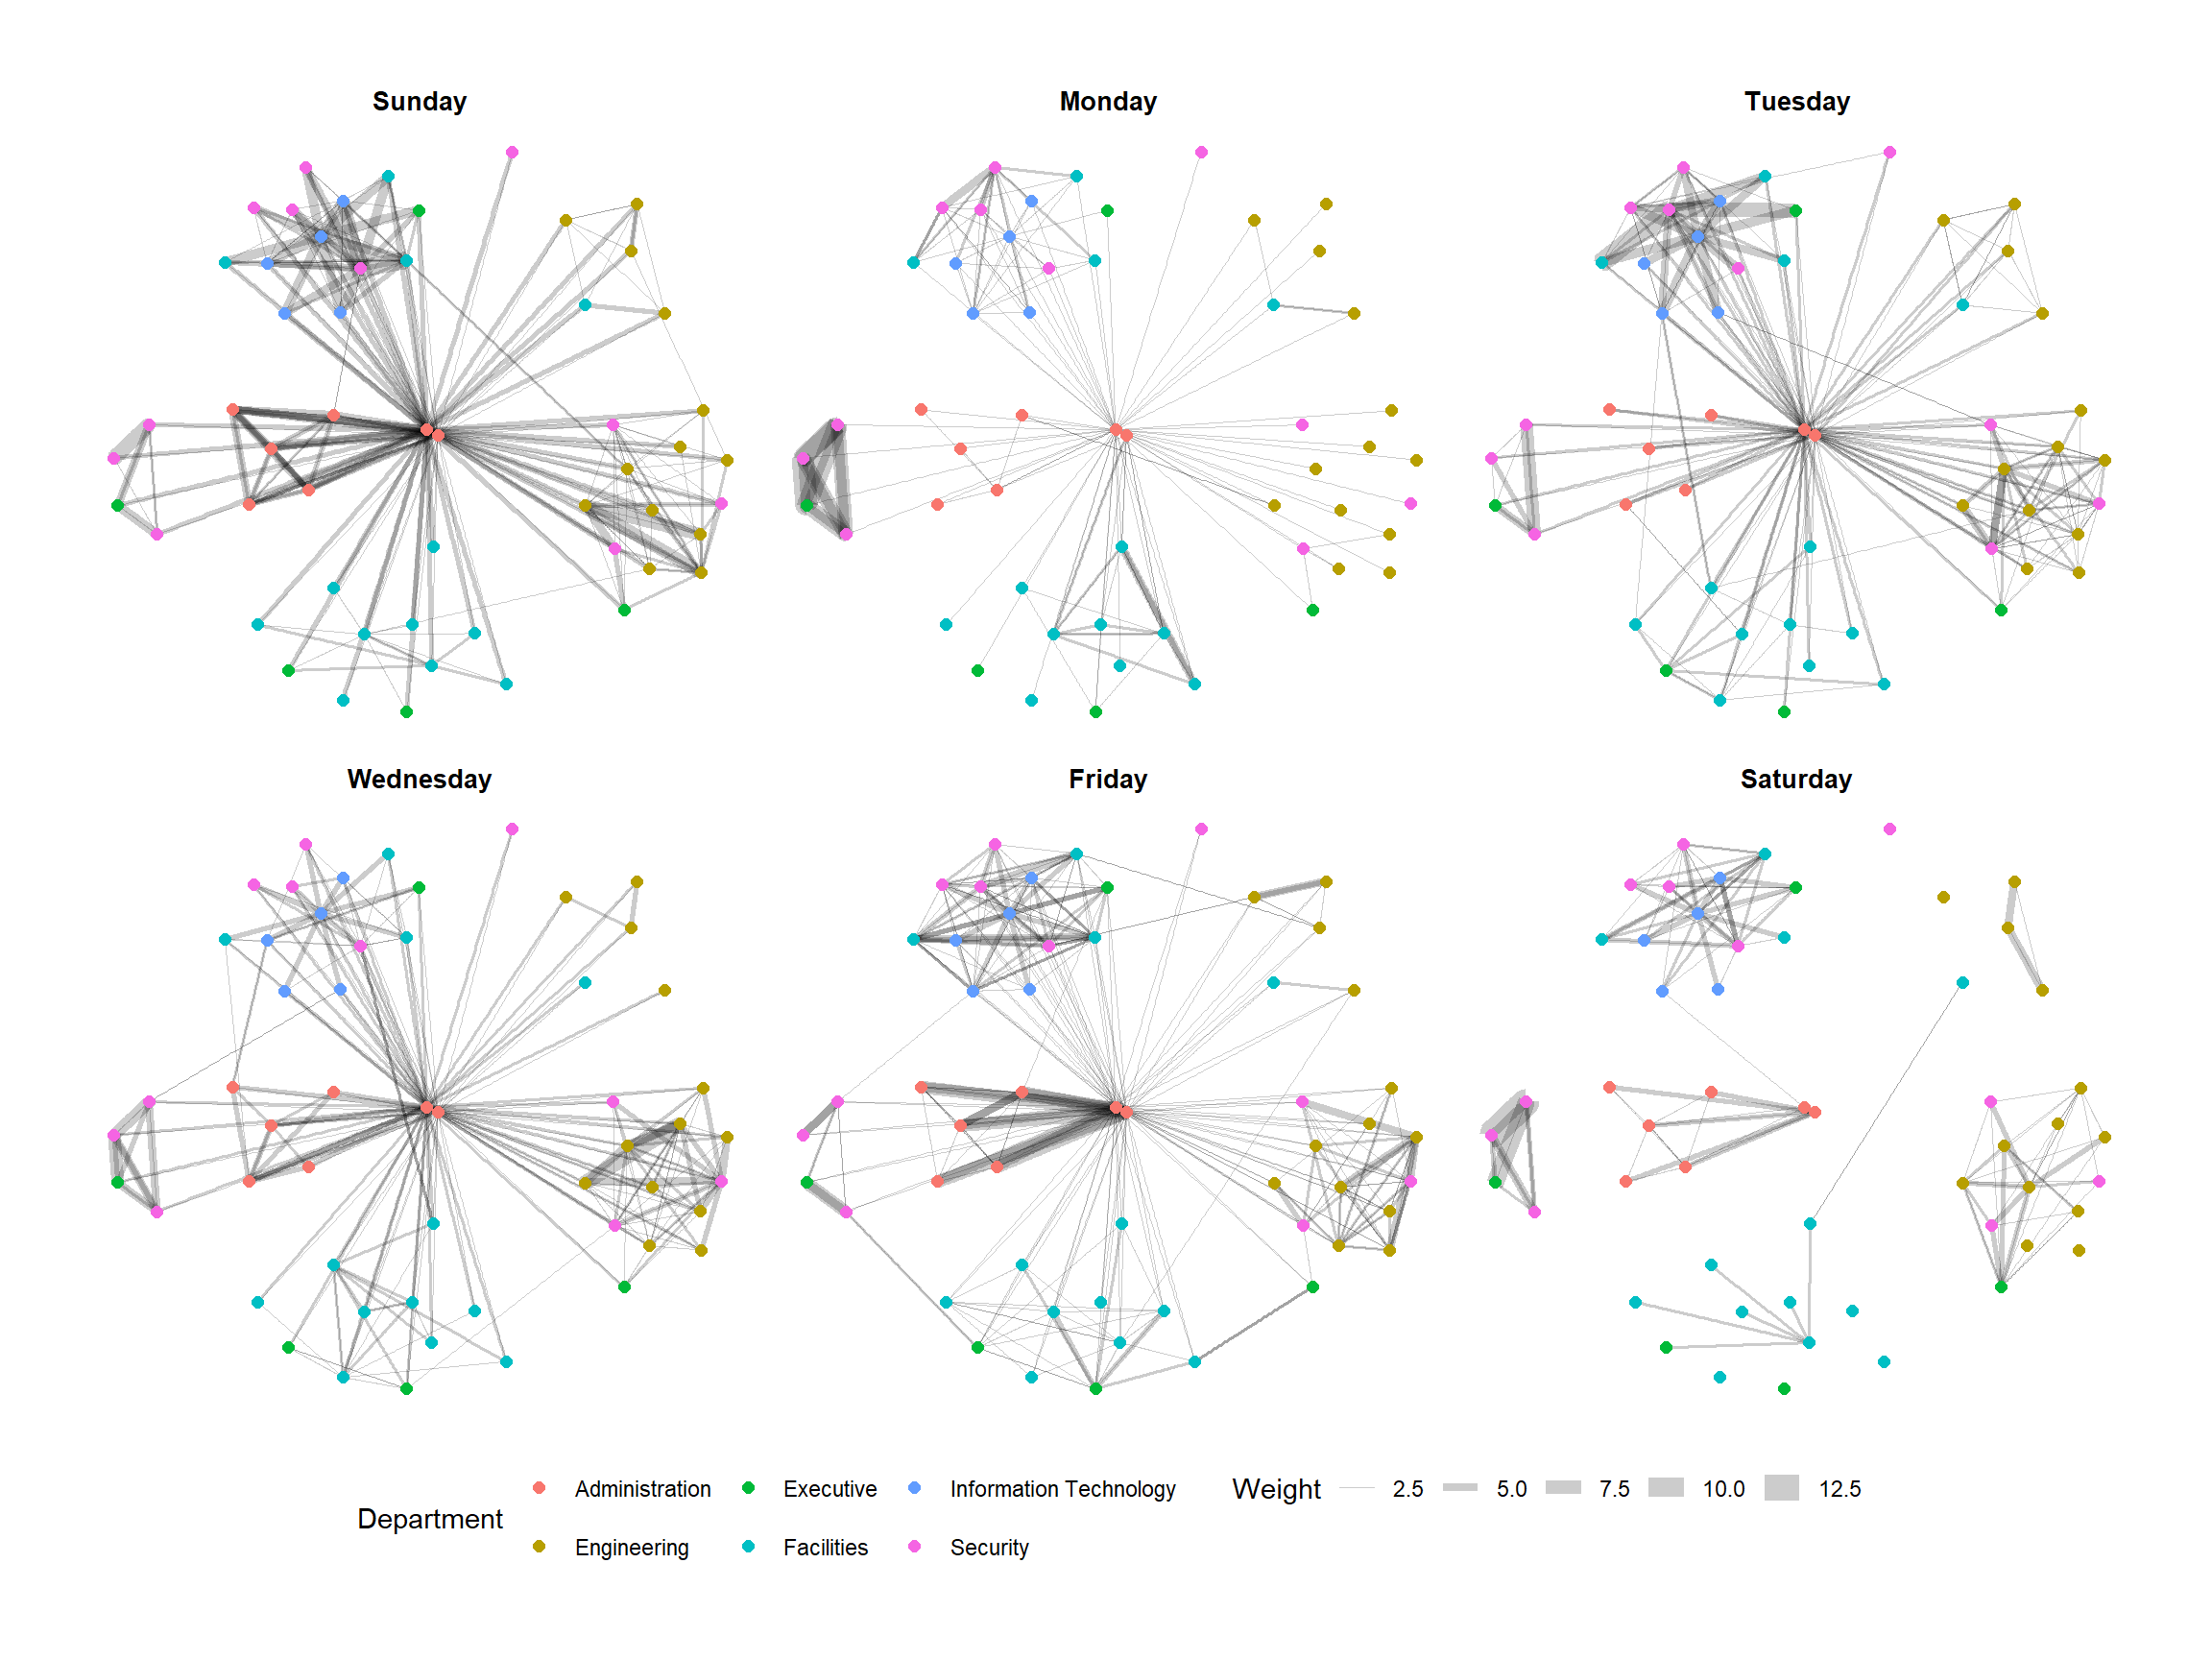 Sunday
Monday
Tuesday
Wednesday
Friday
Saturday
Department
Administration
Executive
Information Technology
Engineering
Facilities
Security
Weight
2.5
5.0
7.5
10.0
12.5